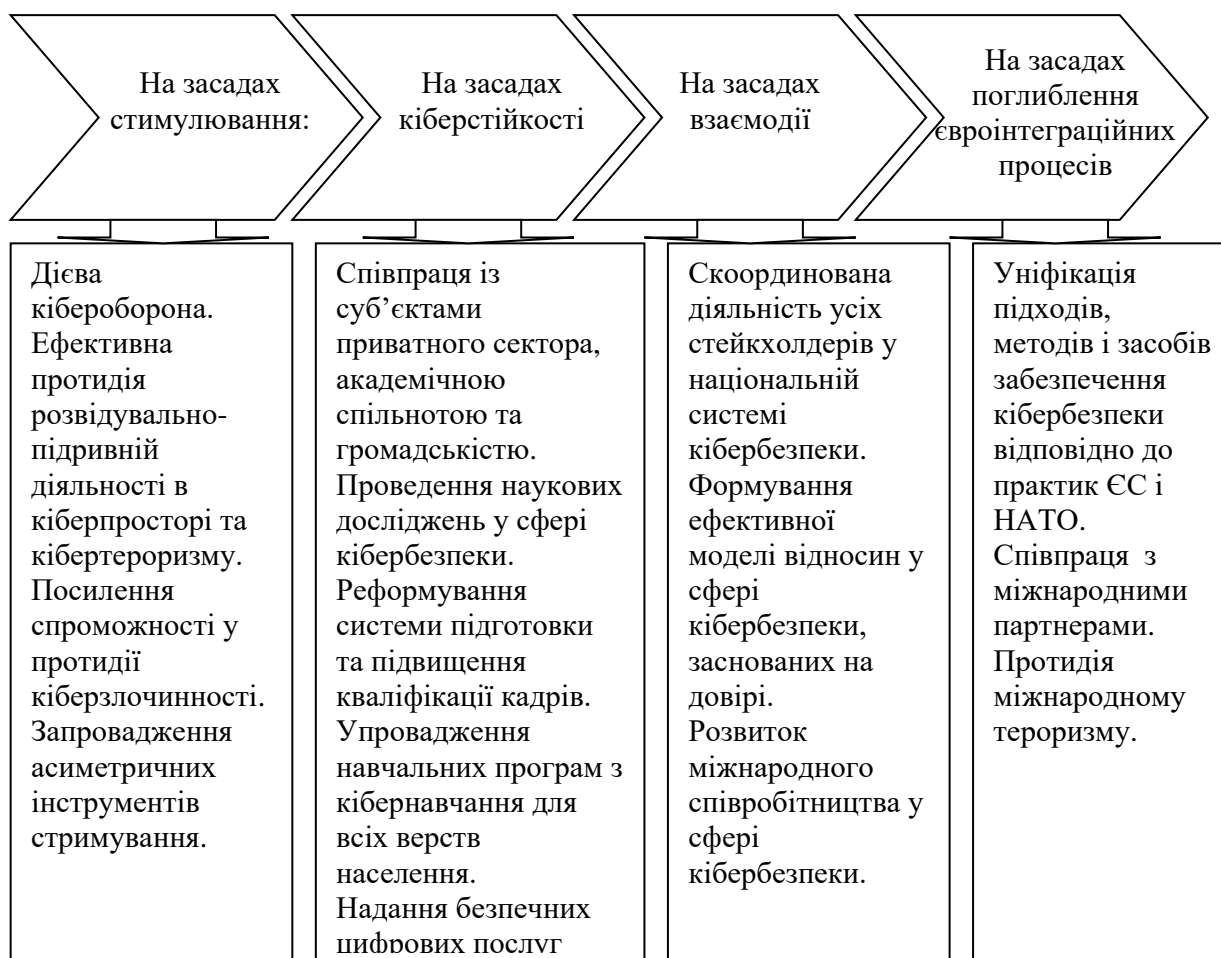 На засадах
стимулювання:
На засадах
кіберстійкості
На засадах
взаємодії
На засадах
поглиблення
євроінтеграційних
процесів
Дієва
кібероборона.
Ефективна
протидія
розвідувально-
підривній
діяльності в
кіберпросторі та
кібертероризму.
Посилення
спроможності у
протидії
кіберзлочинності.
Запровадження
асиметричних
інструментів
стримування.
Співпраця із
суб’єктами
приватного сектора,
академічною
спільнотою та
громадськістю.
Проведення наукових
досліджень у сфері
кібербезпеки.
Реформування
системи підготовки
та підвищення
кваліфікації кадрів.
Упровадження
навчальних програм з
кібернавчання для
всіх верств
населення.
Надання безпечних
цифрових послуг
Скоординована
діяльність усіх
стейкхолдерів у
національній
системі
кібербезпеки.
Формування
ефективної
моделі відносин у
сфері
кібербезпеки,
заснованих на
довірі.
Розвиток
міжнародного
співробітництва у
сфері
кібербезпеки.
Уніфікація
підходів,
методів і засобів
забезпечення
кібербезпеки
відповідно до
практик ЄС і
НАТО.
Співпраця з
міжнародними
партнерами.
Протидія
міжнародному
тероризму.